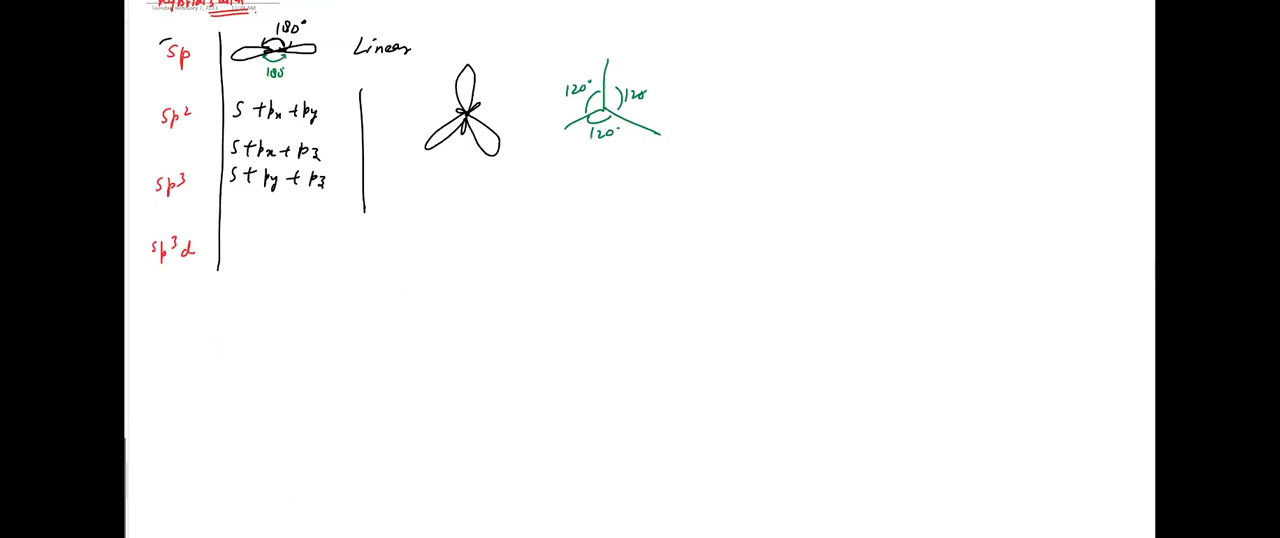 180°
sp Linear
180
120° 120
sp² s + px + py
120°
s + px + pz
sp³ s + py + pz
sp³d